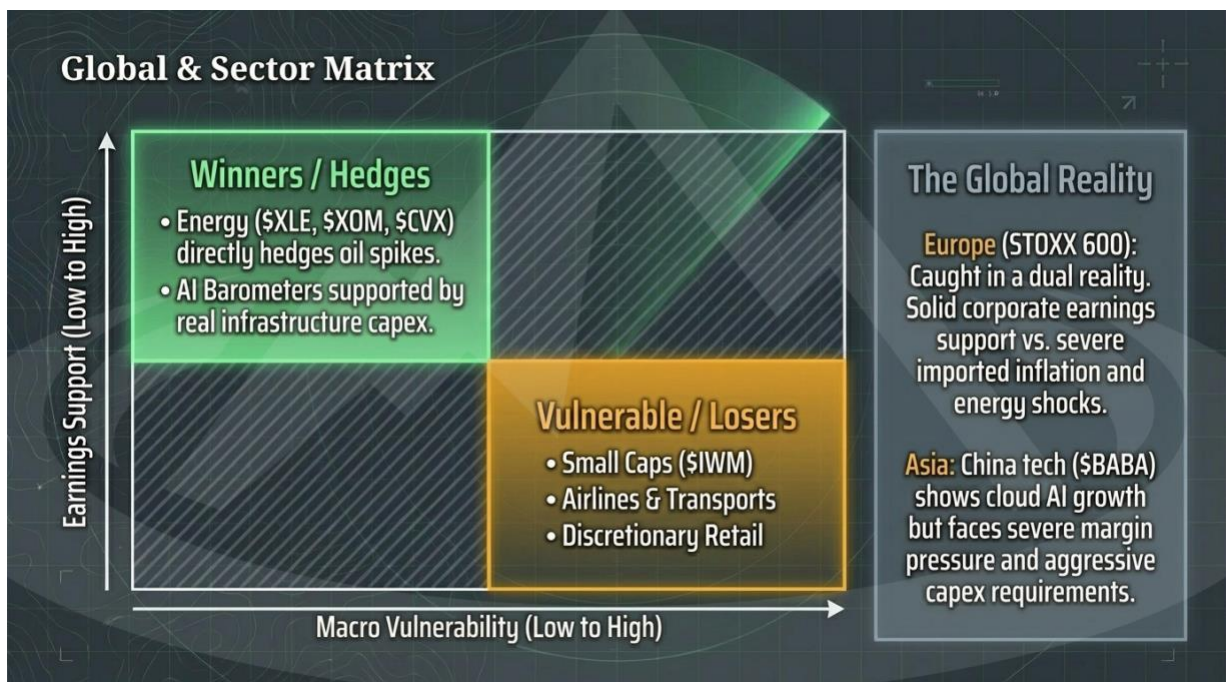 Global & Sector Matrix
Earnings Support (Low to High)
Winners / Hedges
• Energy ($XLE, $XOM, $CVX)
directly hedges oil spikes.
• AI Barometers supported by
real infrastructure capex.
Vulnerable / Losers
• Small Caps ($IWM)
• Airlines & Transports
• Discretionary Retail
Macro Vulnerability (Low to High)
The Global Reality
Europe (STOXX 600):
Caught in a dual reality.
Solid corporate earnings
support vs. severe
imported inflation and
energy shocks.
Asia: China tech ($BABA)
shows cloud AI growth
but faces severe margin
pressure and aggressive
capex requirements.